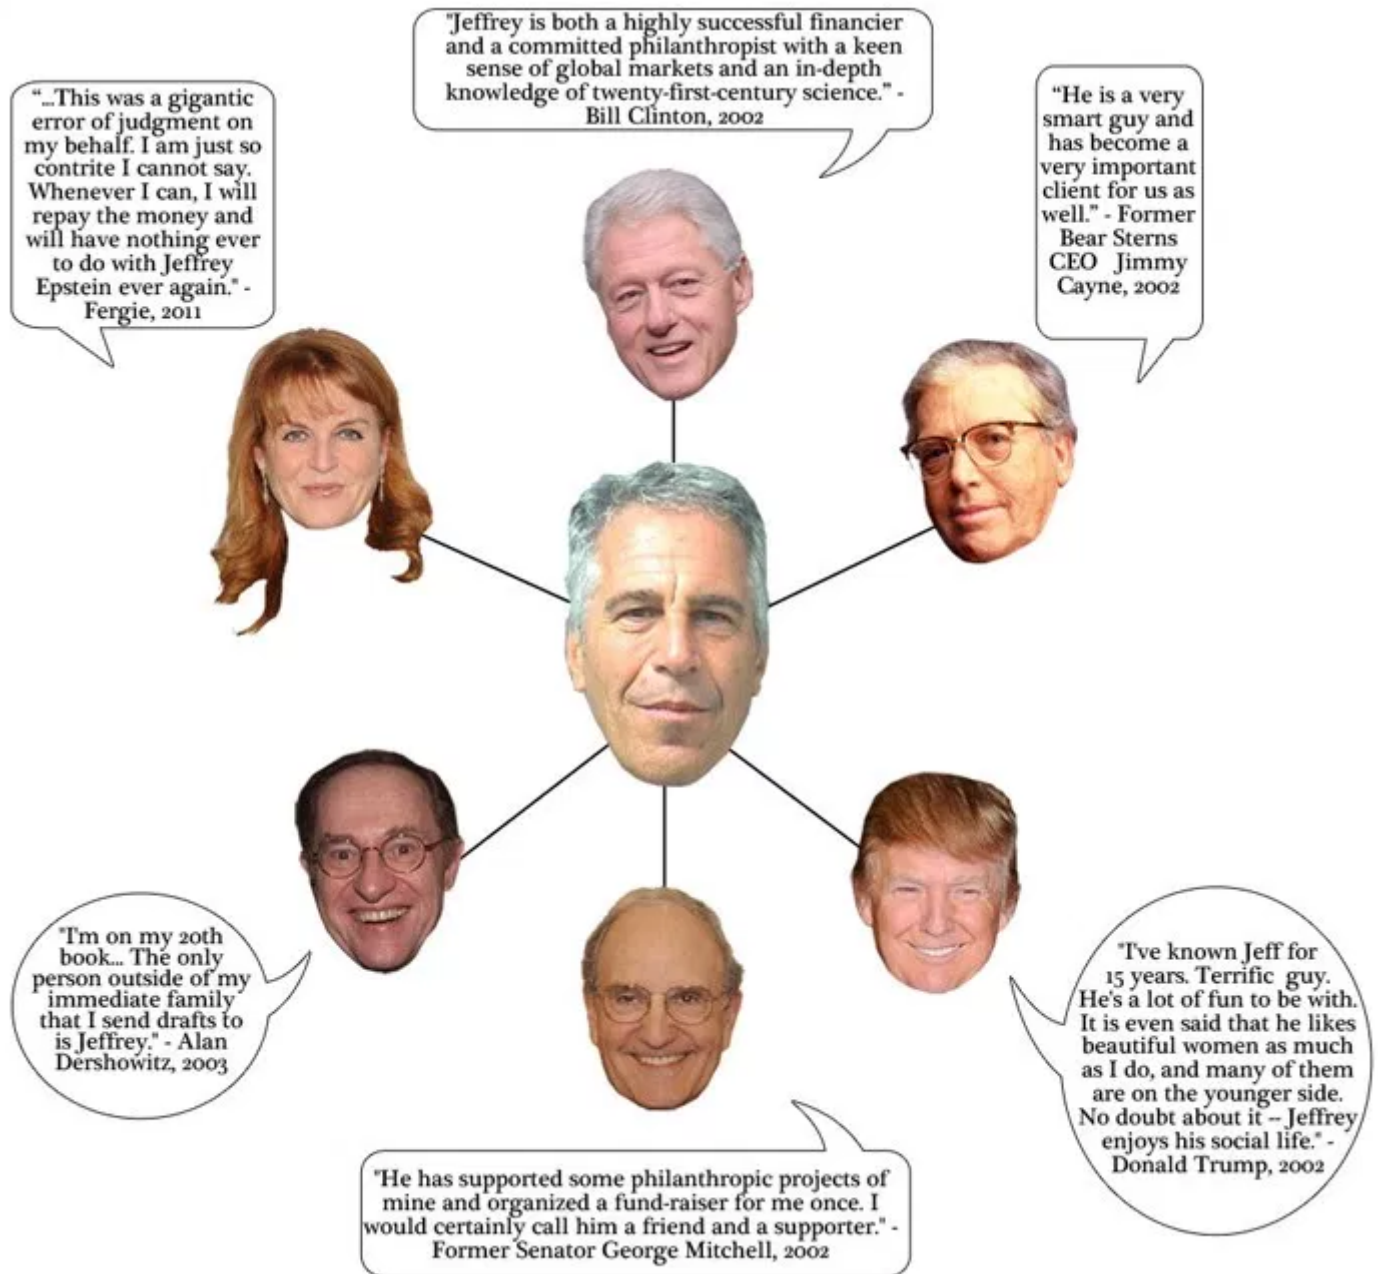 "Jeffrey is both a highly successful financier
and a committed philanthropist with a keen
sense of global markets and an in-depth
knowledge of twenty-first-century science." -
Bill Clinton, 2002
“...This was a gigantic
error of judgment on
my behalf. I am just so
contrite I cannot say.
Whenever I can, I will
repay the money and
will have nothing ever
to do with Jeffrey
Epstein ever again." -
Fergie, 2011
“He is a very
smart guy and
has become a
very important
client for us as
well.” - Former
Bear Sterns
CEO Jimmy
Cayne, 2002
"I'm on my 20th
book... The only
person outside of my
immediate family
that I send drafts to
is Jeffrey." - Alan
Dershowitz, 2003
"I've known Jeff for
15 years. Terrific guy.
He's a lot of fun to be with.
It is even said that he likes
beautiful women as much
as I do, and many of them
are on the younger side.
No doubt about it -- Jeffrey
enjoys his social life." -
Donald Trump, 2002
"He has supported some philanthropic projects of
mine and organized a fund-raiser for me once. I
would certainly call him a friend and a supporter." -
Former Senator George Mitchell, 2002